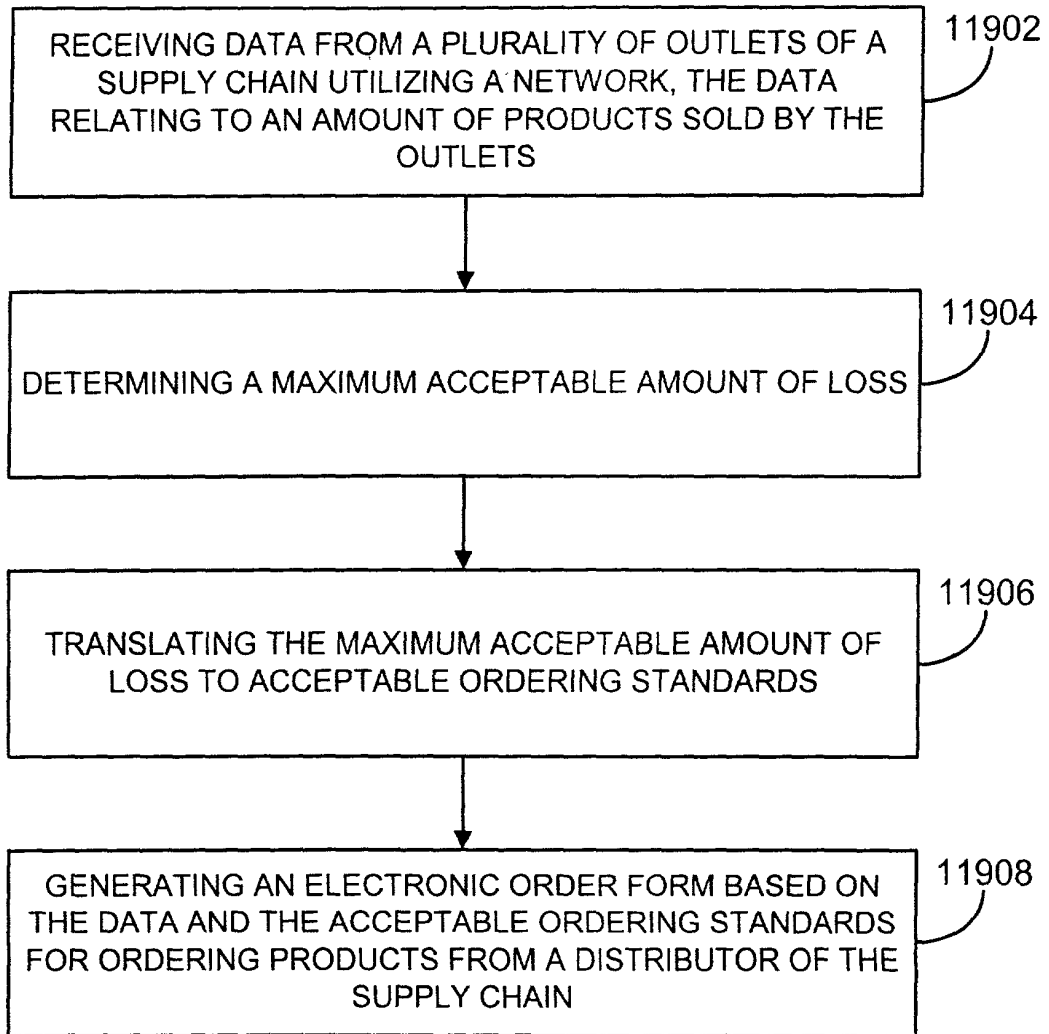 RECEIVING DATA FROM A PLURALITY OF OUTLETS OF A
SUPPLY CHAIN UTILIZING A NETWORK, THE DATA
RELATING TO AN AMOUNT OF PRODUCTS SOLD BY THE
OUTLETS
11902
DETERMINING A MAXIMUM ACCEPTABLE AMOUNT OF LOSS
11904
TRANSLATING THE MAXIMUM ACCEPTABLE AMOUNT OF
LOSS TO ACCEPTABLE ORDERING STANDARDS
11906
GENERATING AN ELECTRONIC ORDER FORM BASED ON
THE DATA AND THE ACCEPTABLE ORDERING STANDARDS
FOR ORDERING PRODUCTS FROM A DISTRIBUTOR OF THE
SUPPLY CHAIN
11908